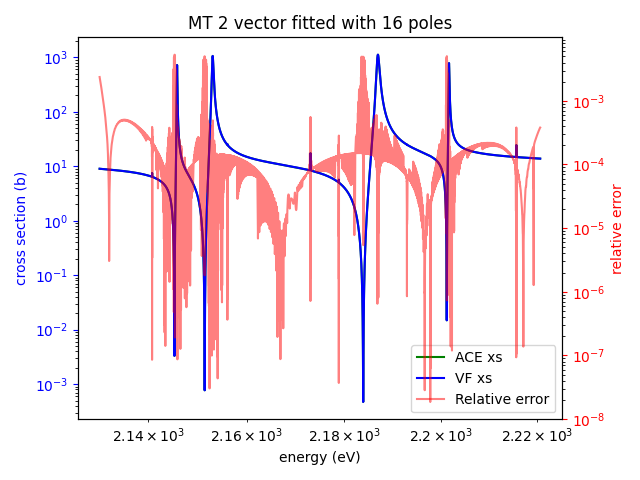 MT 2 vector fitted with 16 poles
cross section (b)
10³
10²
10¹
10⁰
10⁻¹
10⁻²
10⁻³
relative error
10⁻³
10⁻⁴
10⁻⁵
10⁻⁶
10⁻⁷
10⁻⁸
ACE xs
VF xs
Relative error
2.14 × 10³ 2.16 × 10³ 2.18 × 10³ 2.2 × 10³ 2.22 × 10³
energy (eV)